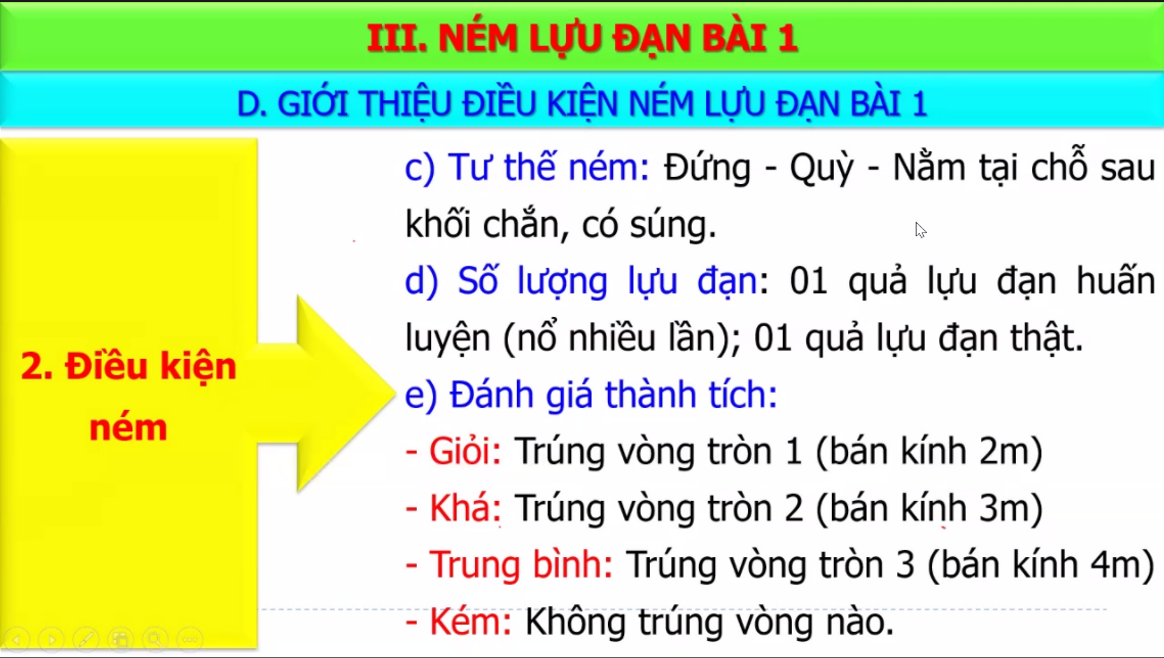 III. NÉM LỰU ĐẠN BÀI 1
D. GIỚI THIỆU ĐIỀU KIỆN NÉM LỰU ĐẠN BÀI 1
2. Điều kiện
ném
c) Tư thế ném: Đứng - Quỳ - Nằm tại chỗ sau
khối chắn, có súng.
d) Số lượng lựu đạn: 01 quả lựu đạn huấn
luyện (nổ nhiều lần); 01 quả lựu đạn thật.
e) Đánh giá thành tích:
- Giỏi: Trúng vòng tròn 1 (bán kính 2m)
- Khá: Trúng vòng tròn 2 (bán kính 3m)
- Trung bình: Trúng vòng tròn 3 (bán kính 4m)
- Kém: Không trúng vòng nào.